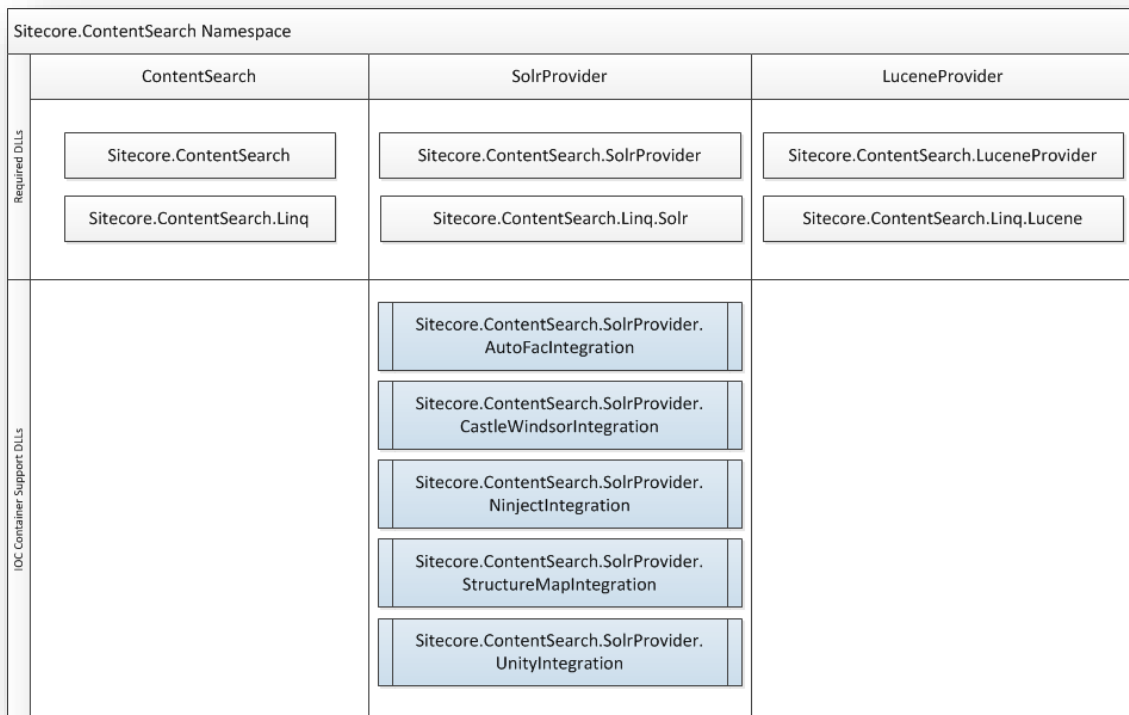 Sitecore.ContentSearch Namespace
ContentSearch
SolrProvider
LuceneProvider
Required DLLs
Sitecore.ContentSearch
Sitecore.ContentSearch.SolrProvider
Sitecore.ContentSearch.LuceneProvider
Sitecore.ContentSearch.Linq
Sitecore.ContentSearch.Linq.Solr
Sitecore.ContentSearch.Linq.Lucene
IOC Container Support DLLs
Sitecore.ContentSearch.SolrProvider.
AutoFacIntegration
Sitecore.ContentSearch.SolrProvider.
CastleWindsorIntegration
Sitecore.ContentSearch.SolrProvider.
NinjectIntegration
Sitecore.ContentSearch.SolrProvider.
StructureMapIntegration
Sitecore.ContentSearch.SolrProvider.
UnityIntegration